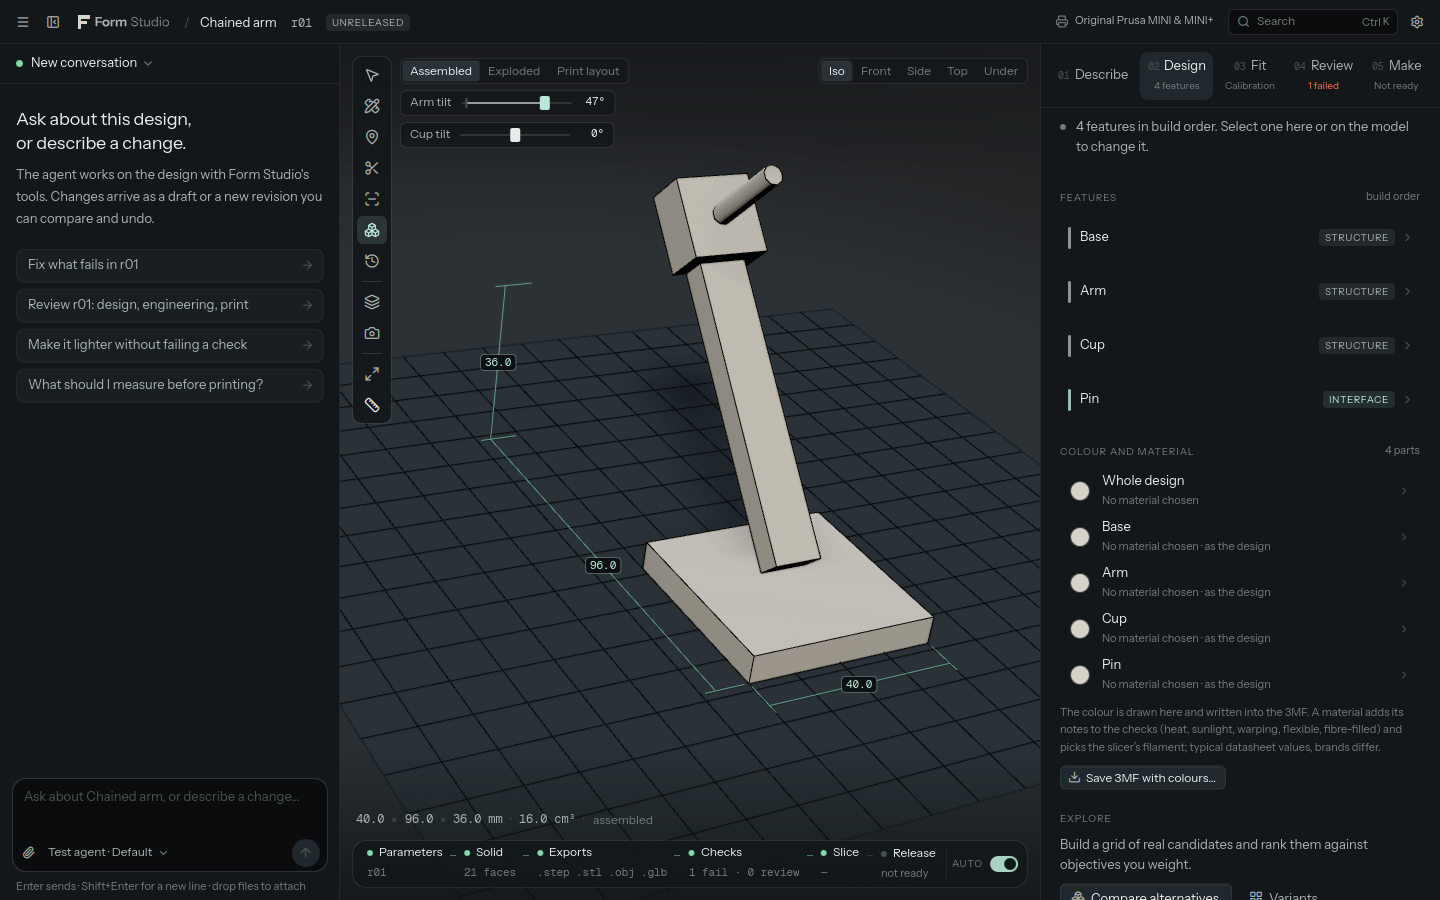 Form Studio / Chained arm r01 UNRELEASED
Original Prusa MINI & MINI+
Search Ctrl K
New conversation
Ask about this design,
or describe a change.
The agent works on the design with Form Studio's
tools. Changes arrive as a draft or a new revision you
can compare and undo.
Fix what fails in r01
Review r01: design, engineering, print
Make it lighter without failing a check
What should I measure before printing?
Ask about Chained arm, or describe a change...
Test agent · Default
Enter sends · Shift+Enter for a new line · drop files to attach
Assembled Exploded Print layout
Iso Front Side Top Under
Arm tilt 47°
Cup tilt 0°
36.0
96.0
40.0
40.0 × 96.0 × 36.0 mm · 16.0 cm³ · assembled
Parameters Solid Exports Checks Slice Release
r01 21 faces .step .stl .obj .glb 1 fail · 0 review — not ready
AUTO
01 Describe 02 Design 03 Fit 04 Review 05 Make
4 features Calibration 1 failed Not ready
4 features in build order. Select one here or on the model
to change it.
FEATURES build order
Base STRUCTURE
Arm STRUCTURE
Cup STRUCTURE
Pin INTERFACE
COLOUR AND MATERIAL 4 parts
Whole design
No material chosen
Base
No material chosen · as the design
Arm
No material chosen · as the design
Cup
No material chosen · as the design
Pin
No material chosen · as the design
The colour is drawn here and written into the 3MF. A material adds its
notes to the checks (heat, sunlight, warping, flexible, fibre-filled) and
picks the slicer's filament; typical datasheet values, brands differ.
Save 3MF with colours...
EXPLORE
Build a grid of real candidates and rank them against
objectives you weight.
Compare alternatives Variants